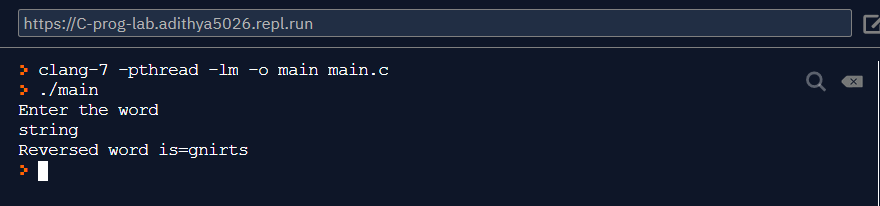 https://C-prog-lab.adithya5026.repl.run
> clang-7 -pthread -lm -o main main.c
> ./main
Enter the word
string
Reversed word is=gnirts
>